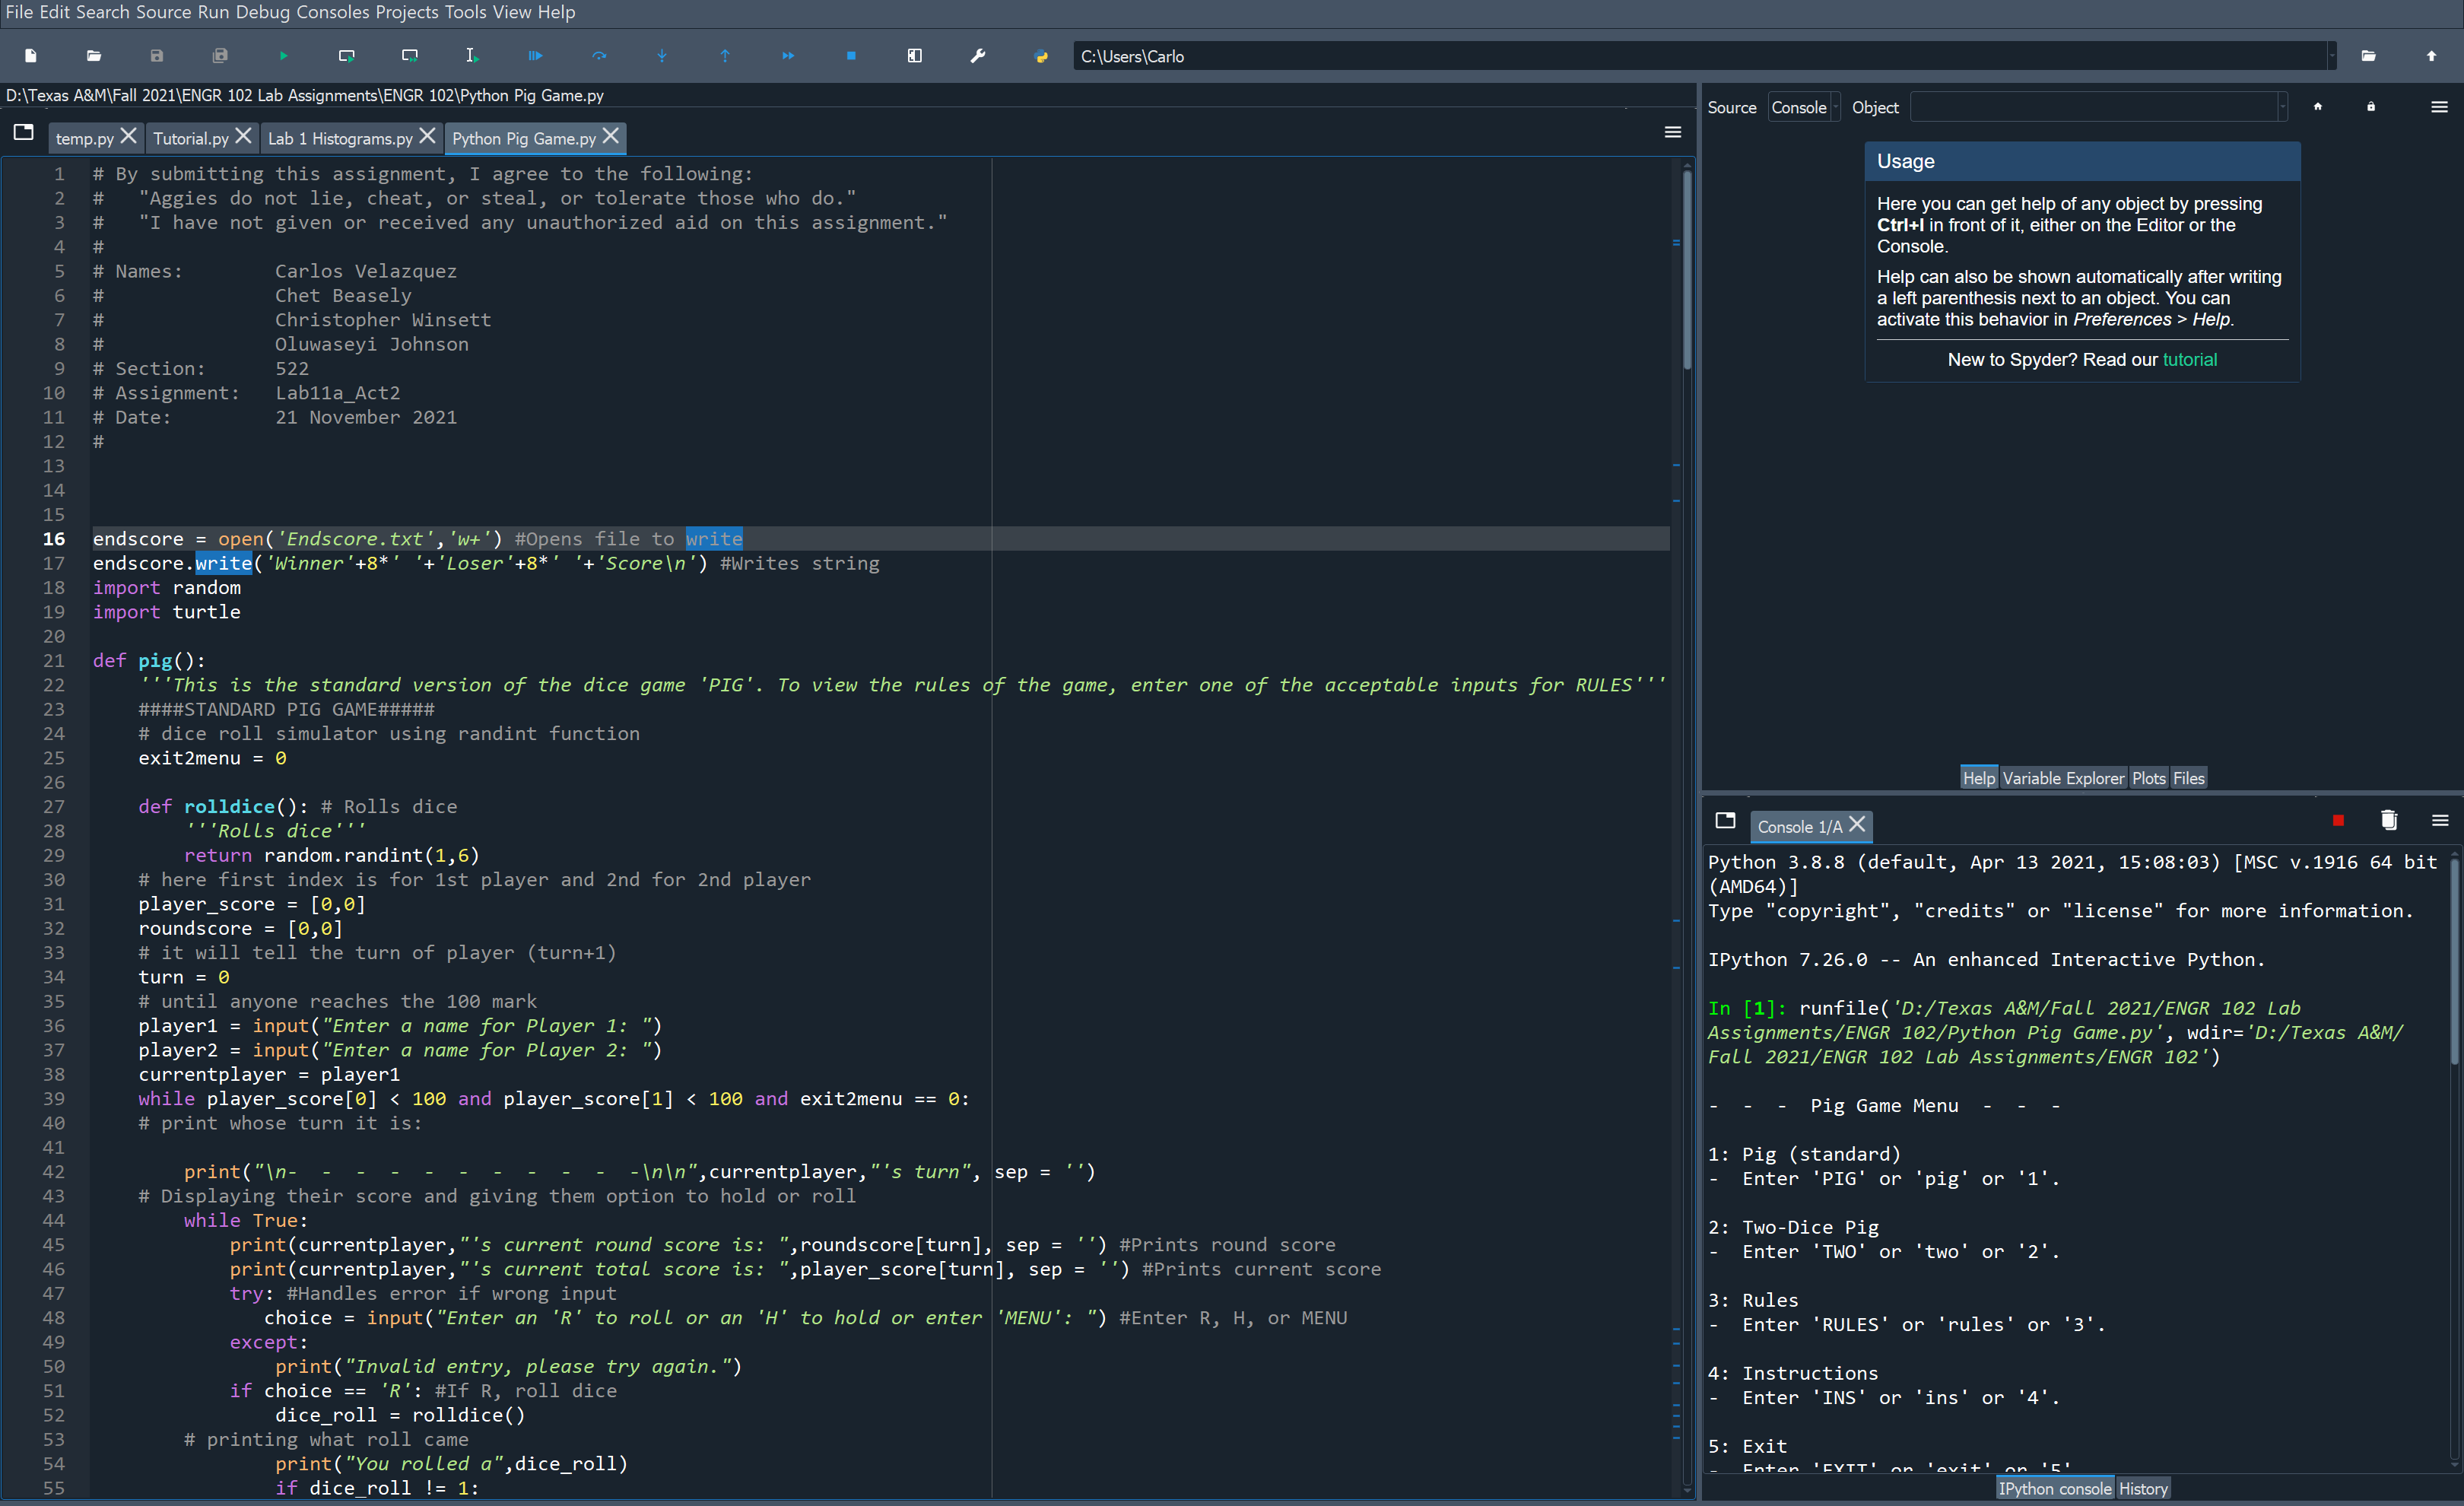 File Edit Search Source Run Debug Consoles Projects Tools View Help
C:\Users\Carlo
D:\Texas A&M\Fall 2021\ENGR 102 Lab Assignments\ENGR 102\Python Pig Game.py
temp.py Tutorial.py Lab 1 Histograms.py Python Pig Game.py
1 # By submitting this assignment, I agree to the following:
2 #   "Aggies do not lie, cheat, or steal, or tolerate those who do."
3 #   "I have not given or received any unauthorized aid on this assignment."
4 #
5 # Names:        Carlos Velazquez
6 #               Chet Beasely
7 #               Christopher Winsett
8 #               Oluwaseyi Johnson
9 # Section:      522
10 # Assignment:   Lab11a_Act2
11 # Date:         21 November 2021
12 #
13
14
15
16 endscore = open('Endscore.txt','w+') #Opens file to write
17 endscore.write('Winner'+8*' '+'Loser'+8*' '+'Score\n') #Writes string
18 import random
19 import turtle
20
21 def pig():
22     '''This is the standard version of the dice game 'PIG'. To view the rules of the game, enter one of the acceptable inputs for RULES'''
23     ####STANDARD PIG GAME#####
24     # dice roll simulator using randint function
25     exit2menu = 0
26
27     def rolldice(): # Rolls dice
28         '''Rolls dice'''
29         return random.randint(1,6)
30     # here first index is for 1st player and 2nd for 2nd player
31     player_score = [0,0]
32     roundscore = [0,0]
33     # it will tell the turn of player (turn+1)
34     turn = 0
35     # until anyone reaches the 100 mark
36     player1 = input("Enter a name for Player 1: ")
37     player2 = input("Enter a name for Player 2: ")
38     currentplayer = player1
39     while player_score[0] < 100 and player_score[1] < 100 and exit2menu == 0:
40     # print whose turn it is:
41
42         print("\n-  -  -  -  -  -  -  -  -  -  -\n\n",currentplayer,"'s turn", sep = '')
43     # Displaying their score and giving them option to hold or roll
44         while True:
45             print(currentplayer,"'s current round score is: ",roundscore[turn], sep = '') #Prints round score
46             print(currentplayer,"'s current total score is: ",player_score[turn], sep = '') #Prints current score
47             try: #Handles error if wrong input
48                choice = input("Enter an 'R' to roll or an 'H' to hold or enter 'MENU': ") #Enter R, H, or MENU
49             except:
50                 print("Invalid entry, please try again.")
51             if choice == 'R': #If R, roll dice
52                 dice_roll = rolldice()
53         # printing what roll came
54                 print("You rolled a",dice_roll)
55                 if dice_roll != 1:
Source Console Object
Usage
Here you can get help of any object by pressing
Ctrl+I in front of it, either on the Editor or the
Console.
Help can also be shown automatically after writing
a left parenthesis next to an object. You can
activate this behavior in Preferences > Help.
New to Spyder? Read our tutorial
Help Variable Explorer Plots Files
Console 1/A
Python 3.8.8 (default, Apr 13 2021, 15:08:03) [MSC v.1916 64 bit
(AMD64)]
Type "copyright", "credits" or "license" for more information.
IPython 7.26.0 -- An enhanced Interactive Python.
In [1]: runfile('D:/Texas A&M/Fall 2021/ENGR 102 Lab
Assignments/ENGR 102/Python Pig Game.py', wdir='D:/Texas A&M/
Fall 2021/ENGR 102 Lab Assignments/ENGR 102')
-  -  -  Pig Game Menu  -  -  -
1: Pig (standard)
-  Enter 'PIG' or 'pig' or '1'.
2: Two-Dice Pig
-  Enter 'TWO' or 'two' or '2'.
3: Rules
-  Enter 'RULES' or 'rules' or '3'.
4: Instructions
-  Enter 'INS' or 'ins' or '4'.
5: Exit
-  Enter 'EXIT' or 'exit' or '5'
IPython console History